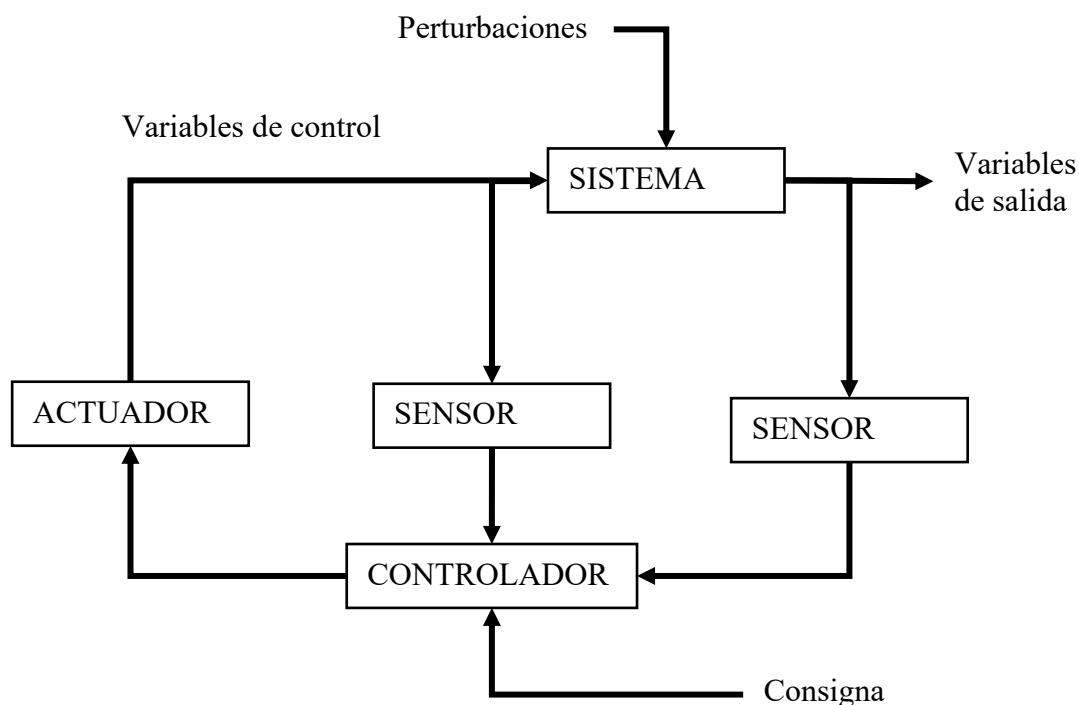 Perturbaciones
Variables de control
SISTEMA
Variables
de salida
ACTUADOR
SENSOR
SENSOR
CONTROLADOR
Consigna